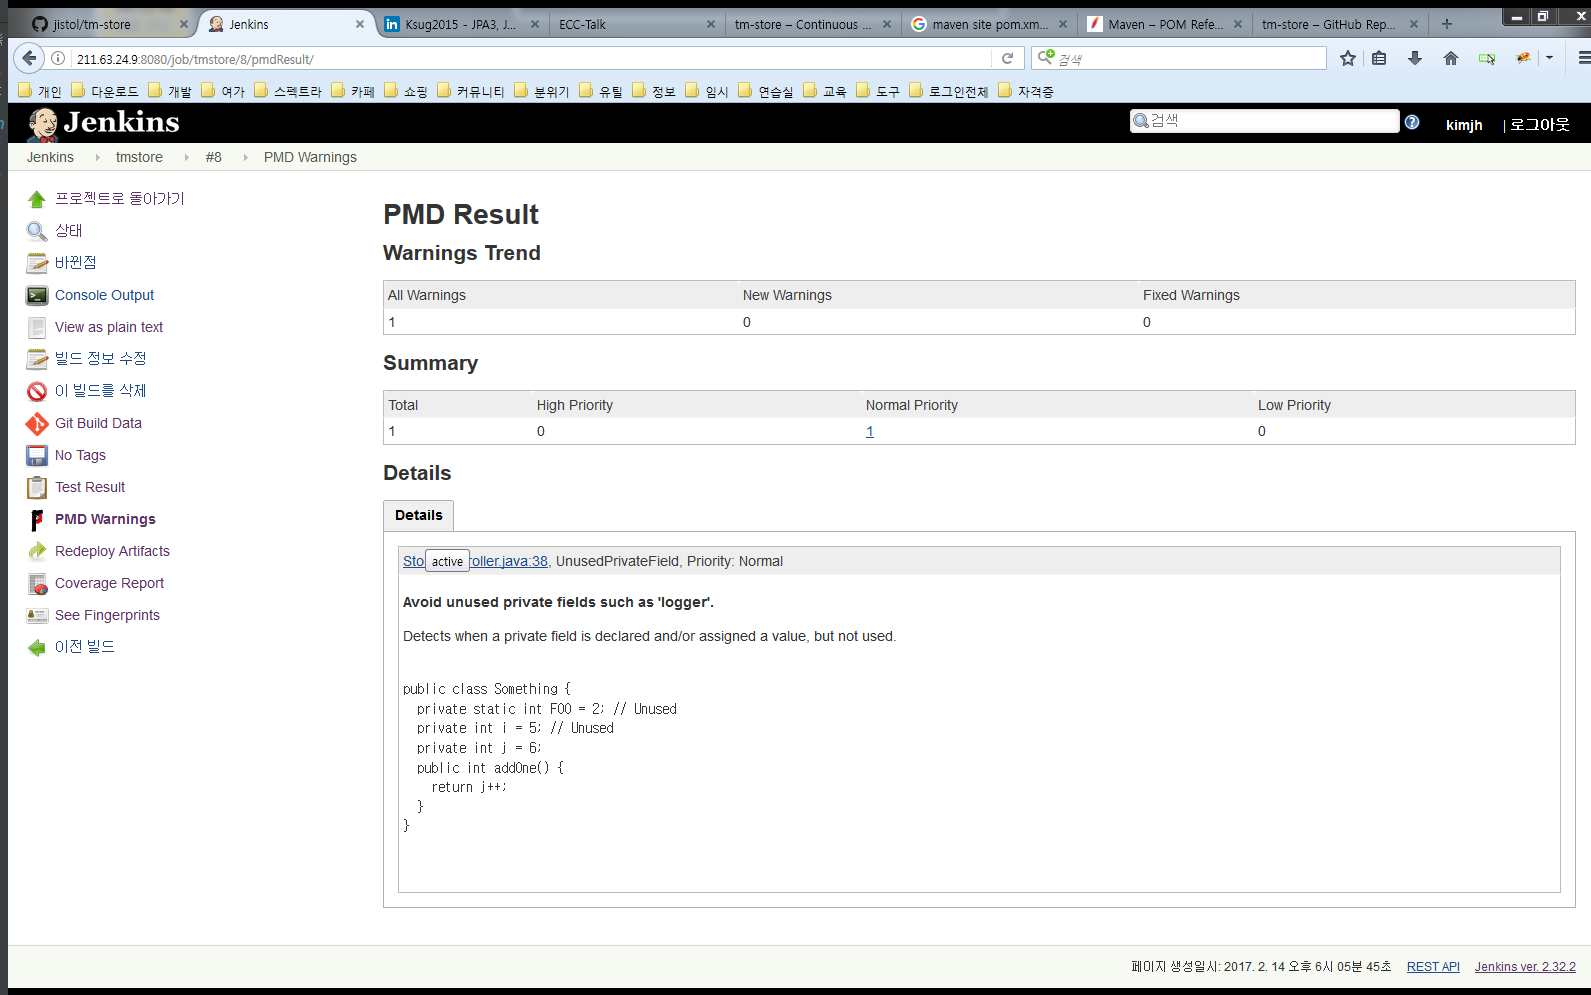 jistol/tm-store
Jenkins
Ksug2015 - JPA3, J...
ECC-Talk
tm-store – Continuous ...
maven site pom.xm...
Maven – POM Refe...
tm-store – GitHub Rep...
211.63.24.9:8080/job/tmstore/8/pmdResult/
검색
개인
다운로드
개발
여가
스펙트라
카페
쇼핑
커뮤니티
분위기
유틸
정보
임시
연습실
교육
도구
로그인전체
자격증
Jenkins
검색
kimjh
| 로그아웃
Jenkins
tmstore
#8
PMD Warnings
프로젝트로 돌아가기
상태
바뀐점
Console Output
View as plain text
빌드 정보 수정
이 빌드를 삭제
Git Build Data
No Tags
Test Result
PMD Warnings
Redeploy Artifacts
Coverage Report
See Fingerprints
이전 빌드
PMD Result
Warnings Trend
All Warnings New Warnings Fixed Warnings
1 0 0
Summary
Total High Priority Normal Priority Low Priority
1 0 1 0
Details
Details
Sto active roller.java:38, UnusedPrivateField, Priority: Normal
Avoid unused private fields such as 'logger'.
Detects when a private field is declared and/or assigned a value, but not used.
public class Something {
private static int FOO = 2; // Unused
private int i = 5; // Unused
private int j = 6;
public int addOne() {
return j++;
}
}
페이지 생성일시: 2017. 2. 14 오후 6시 05분 45초 REST API Jenkins ver. 2.32.2